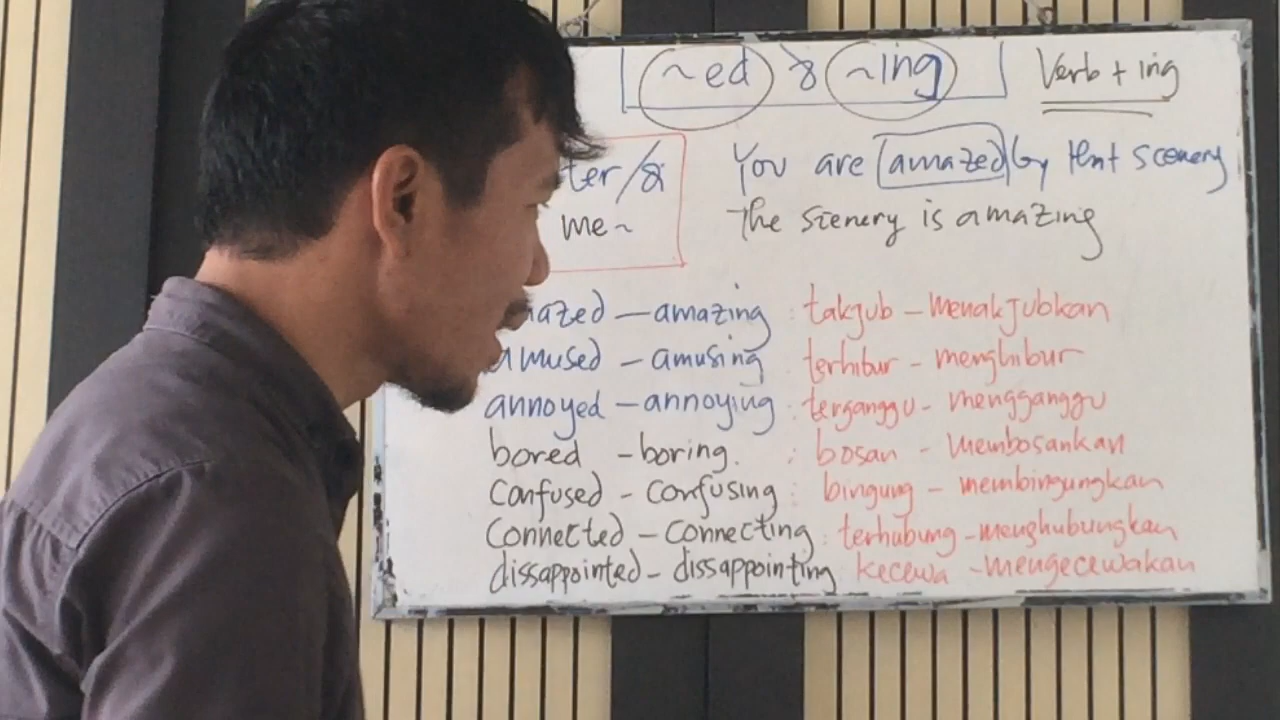 ~ed & ~ing Verb + ing
ter/di
me~
You are amazed by that scenery
The scenery is amazing
azed – amazing : takjub – menakjubkan
amused – amusing : terhibur – menghibur
annoyed – annoying : terganggu – mengganggu
bored – boring. : bosan – membosankan
Confused – confusing : bingung – membingungkan
Connected – connecting : terhubung – menghubungkan
dissappointed – dissappointing kecewa – mengecewakan